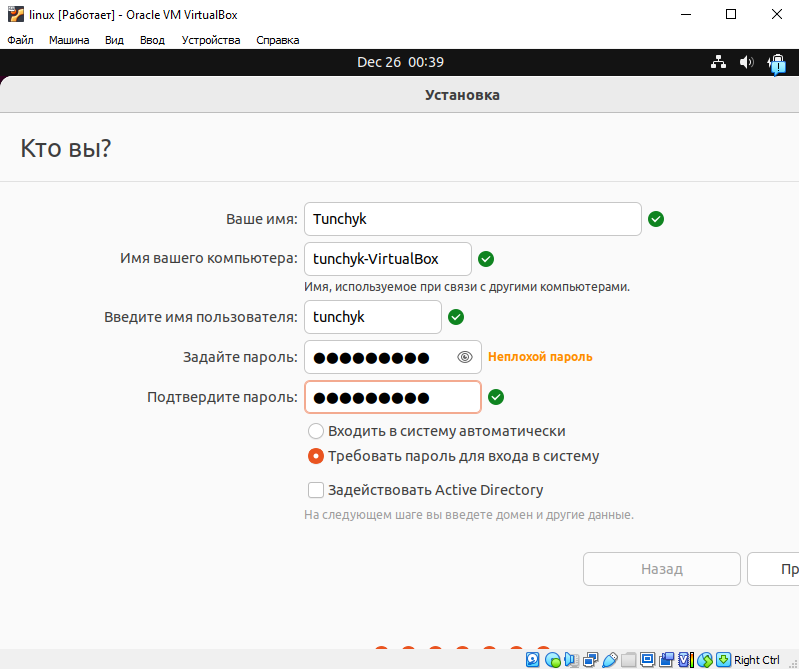 linux [Работает] - Oracle VM VirtualBox
Файл Машина Вид Ввод Устройства Справка
Dec 26 00:39
Установка
Кто вы?
Ваше имя: Tunchyk
Имя вашего компьютера: tunchyk-VirtualBox
Имя, используемое при связи с другими компьютерами.
Введите имя пользователя: tunchyk
Задайте пароль: ●●●●●●●●● Неплохой пароль
Подтвердите пароль: ●●●●●●●●●
Входить в систему автоматически
Требовать пароль для входа в систему
Задействовать Active Directory
На следующем шаге вы введете домен и другие данные.
Назад Пр
Right Ctrl